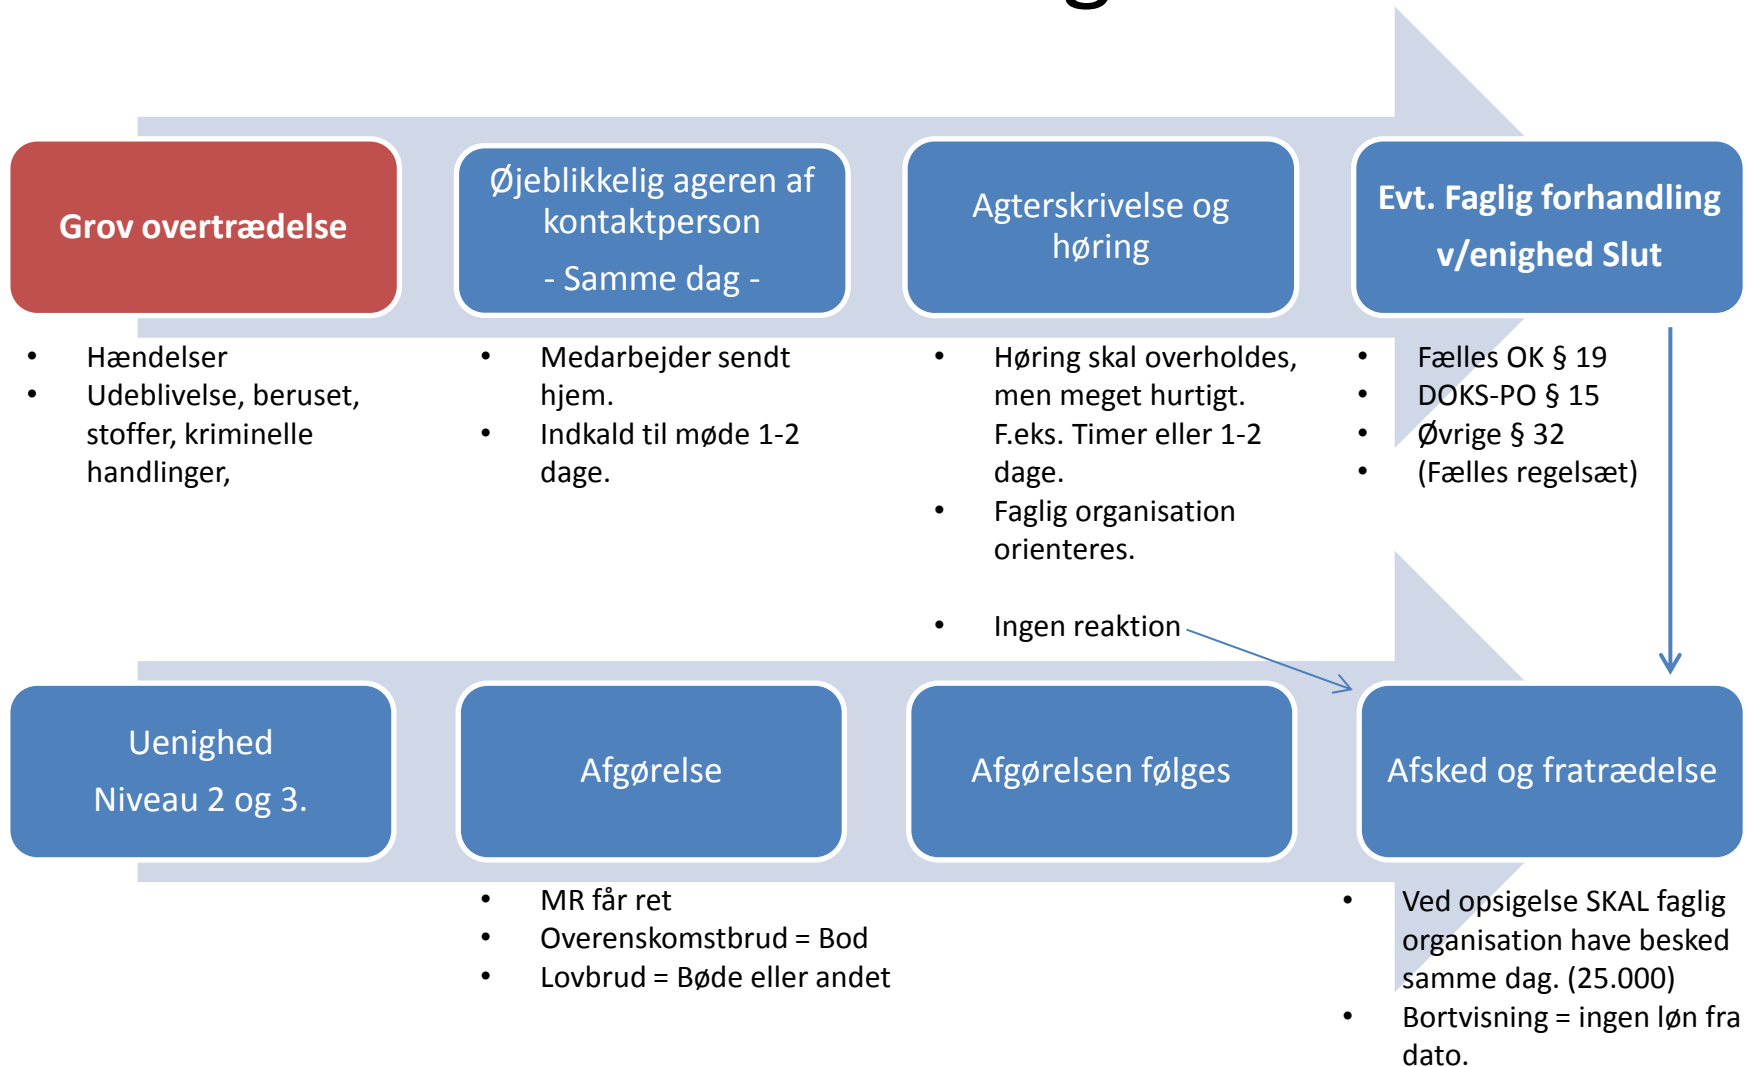 Grov overtrædelse
Øjeblikkelig ageren af
kontaktperson
- Samme dag -
Agterskrivelse og
høring
Evt. Faglig forhandling
v/enighed Slut
• Hændelser
• Udeblivelse, beruset,
stoffer, kriminelle
handlinger,
• Medarbejder sendt
hjem.
• Indkald til møde 1-2
dage.
• Høring skal overholdes,
men meget hurtigt.
F.eks. Timer eller 1-2
dage.
• Faglig organisation
orienteres.
• Ingen reaktion
• Fælles OK § 19
• DOKS-PO § 15
• Øvrige § 32
• (Fælles regelsæt)
Uenighed
Niveau 2 og 3.
Afgørelse
Afgørelsen følges
Afsked og fratrædelse
• MR får ret
• Overenskomstbrud = Bod
• Lovbrud = Bøde eller andet
• Ved opsigelse SKAL faglig
organisation have besked
samme dag. (25.000)
• Bortvisning = ingen løn fra
dato.